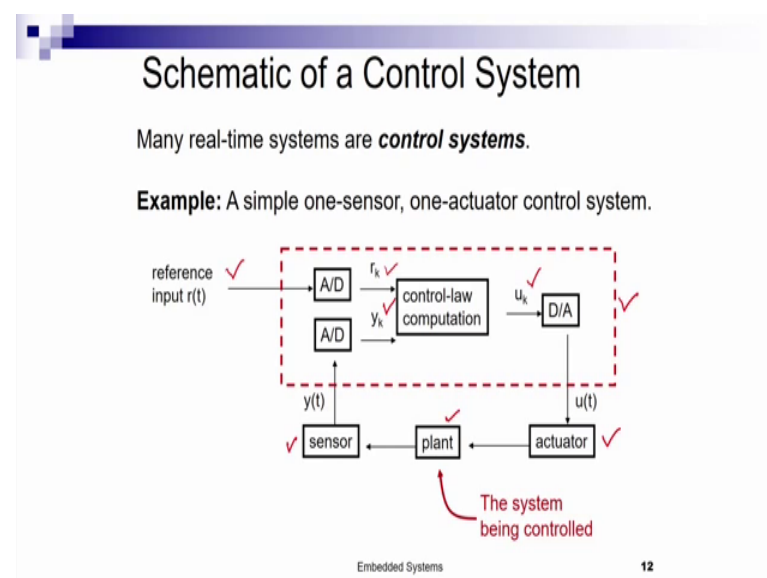 Schematic of a Control System
Many real-time systems are control systems.
Example: A simple one-sensor, one-actuator control system.
reference
input r(t)
A/D
rk
control-law
computation
uk
D/A
A/D
yk
y(t)
u(t)
sensor
plant
actuator
The system
being controlled
Embedded Systems
12